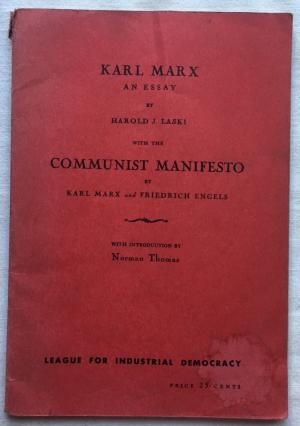 KARL MARX
AN ESSAY
BY
HAROLD J. LASKI
WITH THE
COMMUNIST MANIFESTO
BY
KARL MARX and FRIEDRICH ENGELS
WITH INTRODUCTION BY
Norman Thomas
LEAGUE FOR INDUSTRIAL DEMOCRACY
PRICE 25 CENTS